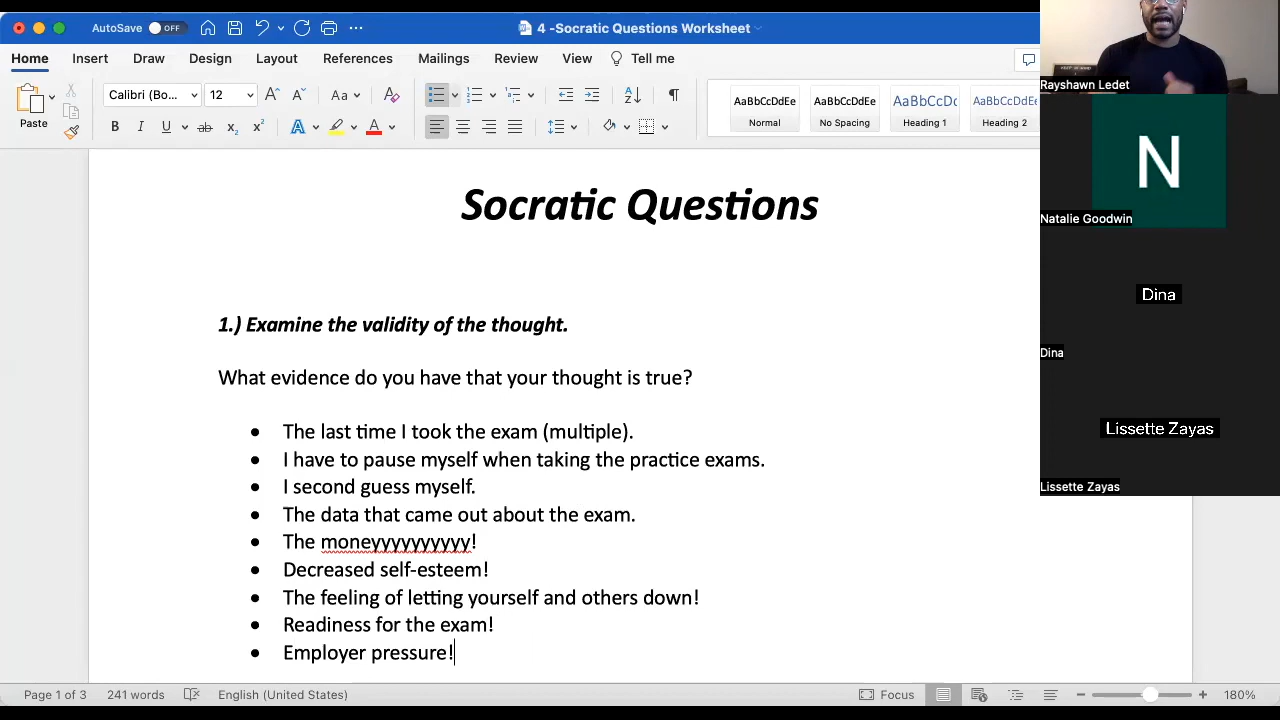 AutoSave OFF
4 -Socratic Questions Worksheet
Home Insert Draw Design Layout References Mailings Review View Tell me
Paste
Calibri (Bo... 12
AaBbCcDdEe AaBbCcDdEe AaBbCcDc AaBbCcDdEe
Normal No Spacing Heading 1 Heading 2
Rayshawn Ledet
N
Natalie Goodwin
Dina
Dina
Lissette Zayas
Lissette Zayas
Socratic Questions
1.) Examine the validity of the thought.
What evidence do you have that your thought is true?
• The last time I took the exam (multiple).
• I have to pause myself when taking the practice exams.
• I second guess myself.
• The data that came out about the exam.
• The moneyyyyyyyyyy!
• Decreased self-esteem!
• The feeling of letting yourself and others down!
• Readiness for the exam!
• Employer pressure!
Page 1 of 3 241 words English (United States) Focus 180%